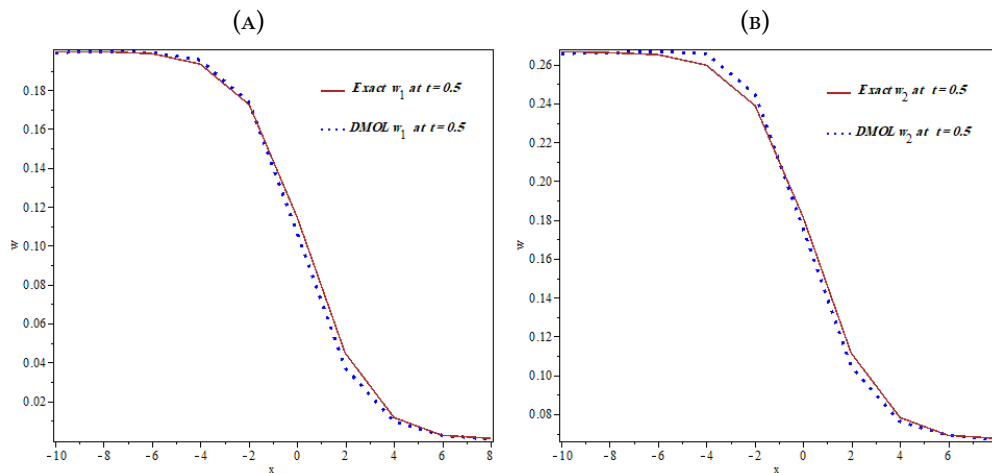 (A)
Exact w1 at t = 0.5
DMOL w1 at t = 0.5
0.18
0.16
0.14
0.12
0.10
0.08
0.06
0.04
0.02
w
-10 -8 -6 -4 -2 0 2 4 6 8
x
(B)
Exact w2 at t = 0.5
DMOL w2 at t = 0.5
0.26
0.24
0.22
0.20
0.18
0.16
0.14
0.12
0.10
0.08
w
-10 -8 -6 -4 -2 0 2 4 6 8
x